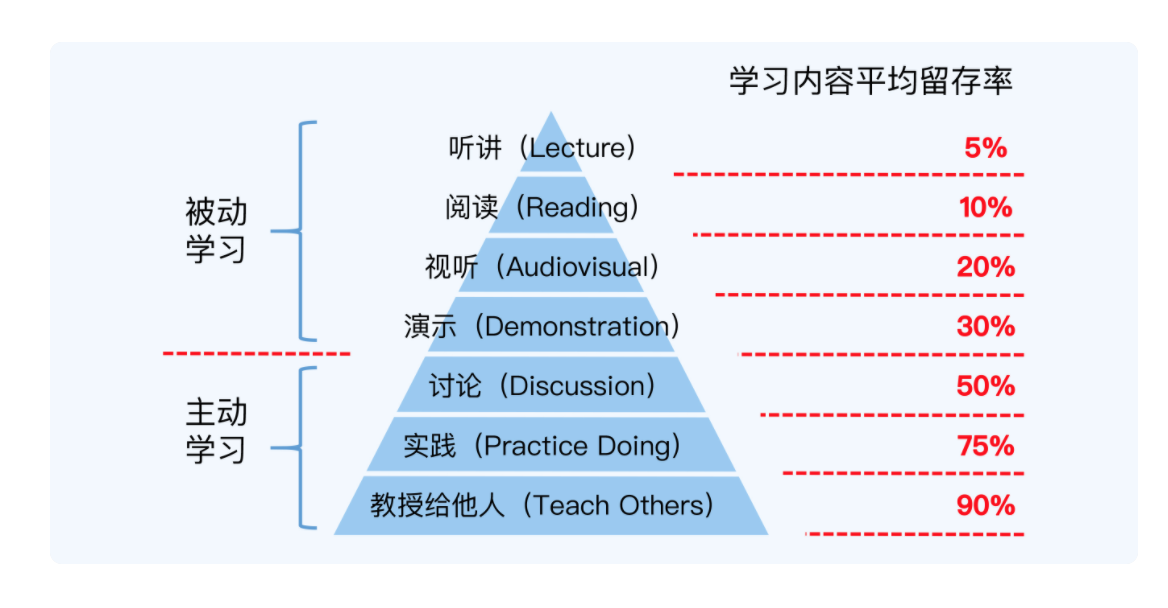 学习内容平均留存率
听讲（Lecture） 5%
阅读（Reading） 10%
视听（Audiovisual） 20%
演示（Demonstration） 30%
被动
学习
讨论（Discussion） 50%
实践（Practice Doing） 75%
教授给他人（Teach Others） 90%
主动
学习